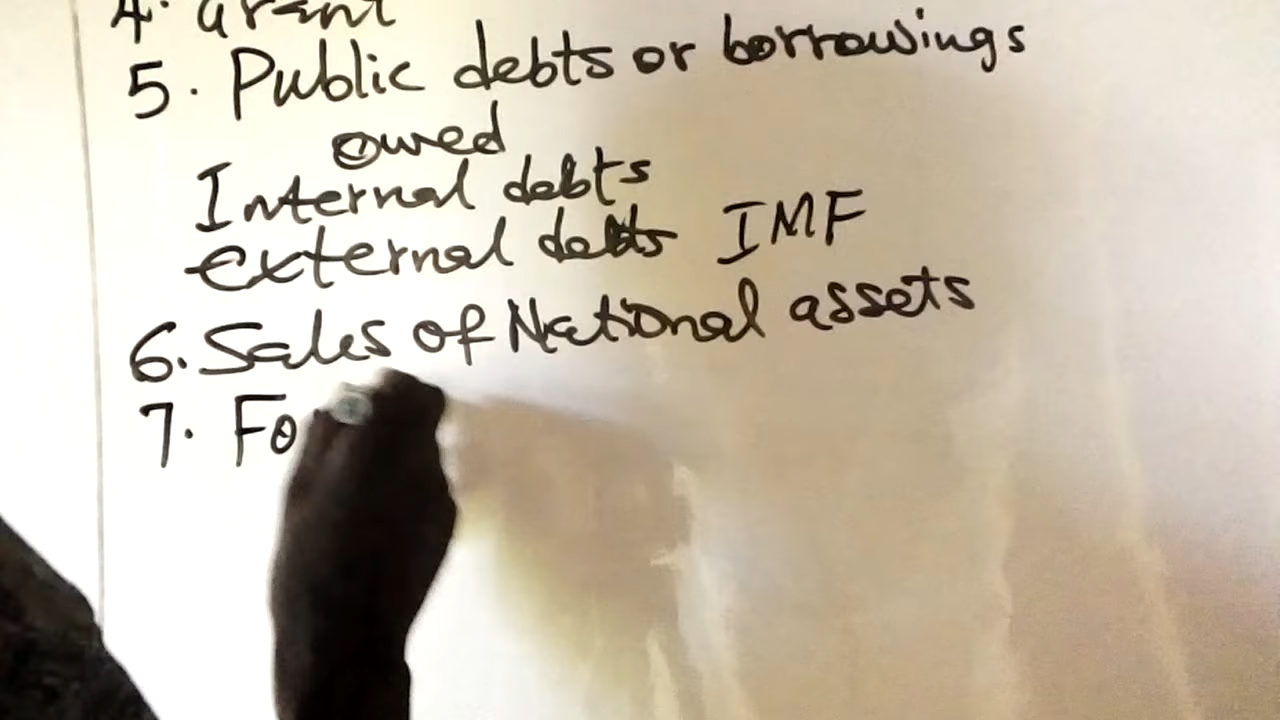 4. Grant
5. Public debts or borrowings
owed
Internal debts
external debts IMF
6. Sales of National assets
7. Fo